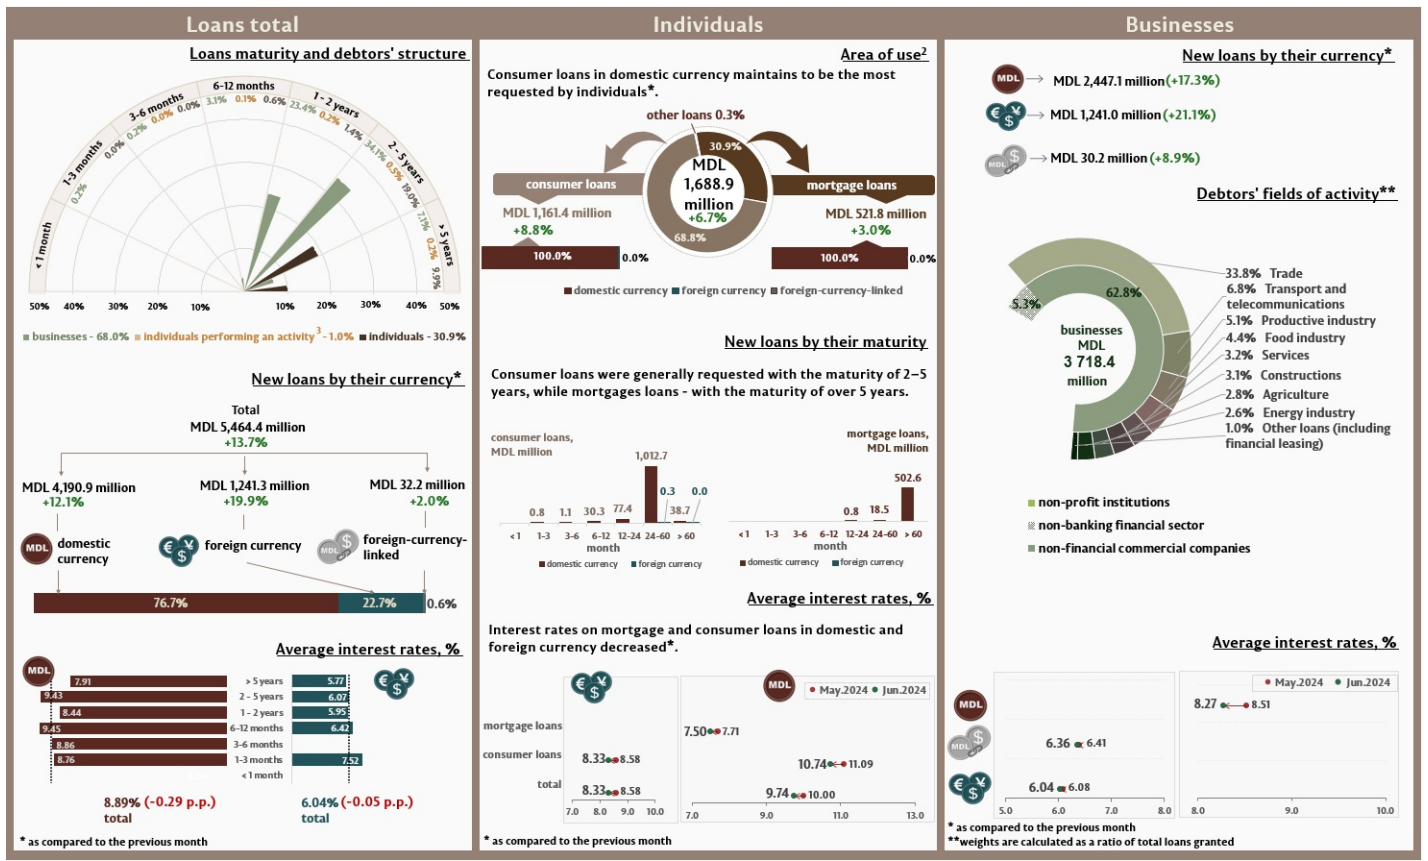 Loans total
Loans maturity and debtors' structure
< 1 month
1-3 months
3-6 months
6-12 months
1 - 2 years
2 - 5 years
> 5 years
0.2%
0.0%
0.2%
0.0%
0.0%
3.1%
0.1%
0.6%
23.4%
0.2%
1.4%
34.1%
0.5%
19.0%
7.1%
0.2%
9.9%
50% 40% 30% 20% 10% 10% 20% 30% 40% 50%
businesses - 68.0% individuals performing an activity 3 - 1.0% individuals - 30.9%
New loans by their currency*
Total
MDL 5,464.4 million
+13.7%
MDL 4,190.9 million MDL 1,241.3 million MDL 32.2 million
+12.1% +19.9% +2.0%
MDL domestic currency
€ ¥ $ foreign currency
MDL $ foreign-currency-linked
76.7% 22.7% 0.6%
Average interest rates, %
MDL
€ ¥ $
7.91 > 5 years 5.77
9.43 2 - 5 years 6.07
8.44 1 - 2 years 5.95
9.45 6-12 months 6.42
8.86 3-6 months
8.76 1-3 months 7.52
< 1 month
8.89% (-0.29 p.p.) 6.04% (-0.05 p.p.)
total total
* as compared to the previous month
Individuals
Area of use2
Consumer loans in domestic currency maintains to be the most
requested by individuals*.
other loans 0.3%
30.9%
MDL
1,688.9
million
+6.7%
68.8%
consumer loans
MDL 1,161.4 million
+8.8%
100.0% 0.0%
mortgage loans
MDL 521.8 million
+3.0%
100.0% 0.0%
domestic currency foreign currency foreign-currency-linked
New loans by their maturity
Consumer loans were generally requested with the maturity of 2–5
years, while mortgages loans - with the maturity of over 5 years.
consumer loans,
MDL million
0.8 1.1 30.3 77.4 1,012.7 0.3 38.7 0.0
< 1 1-3 3-6 6-12 12-24 24-60 > 60
month
domestic currency foreign currency
mortgage loans,
MDL million
0.8 18.5 502.6
< 1 1-3 3-6 6-12 12-24 24-60 > 60
month
domestic currency foreign currency
Average interest rates, %
Interest rates on mortgage and consumer loans in domestic and
foreign currency decreased*.
€ ¥ $
MDL
May.2024 Jun.2024
mortgage loans 7.50 7.71
consumer loans 8.33 8.58 10.74 11.09
total 8.33 8.58 9.74 10.00
7.0 8.0 9.0 10.0 7.0 9.0 11.0 13.0
* as compared to the previous month
Businesses
New loans by their currency*
MDL MDL 2,447.1 million (+17.3%)
€ ¥ $ MDL 1,241.0 million (+21.1%)
MDL $ MDL 30.2 million (+8.9%)
Debtors' fields of activity**
5.3%
62.8%
businesses
MDL
3 718.4
million
33.8% Trade
6.8% Transport and
telecommunications
5.1% Productive industry
4.4% Food industry
3.2% Services
3.1% Constructions
2.8% Agriculture
2.6% Energy industry
1.0% Other loans (including
financial leasing)
non-profit institutions
non-banking financial sector
non-financial commercial companies
Average interest rates, %
May.2024 Jun.2024
MDL 8.27 8.51
MDL $ 6.36 6.41
€ ¥ $ 6.04 6.08
5.0 6.0 7.0 8.0 8.0 9.0 10.0
* as compared to the previous month
**weights are calculated as a ratio of total loans granted